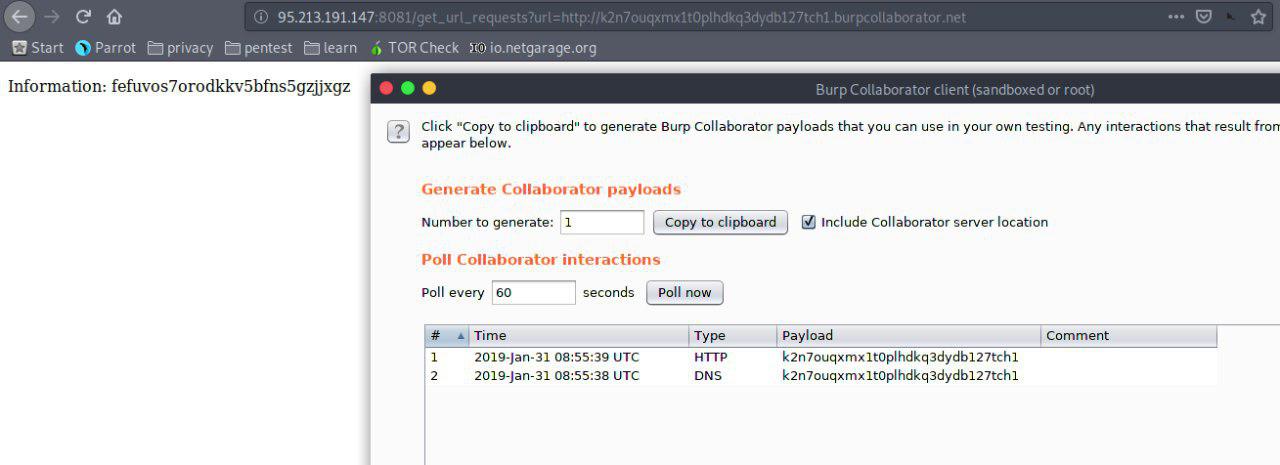 95.213.191.147:8081/get_url_requests?url=http://k2n7ouqxmx1t0plhdkq3dydb127tch1.burpcollaborator.net
Start Parrot privacy pentest learn TOR Check io.netgarage.org
Information: fefuvos7orodkkv5bfns5gzjjxgz
Burp Collaborator client (sandboxed or root)
? Click "Copy to clipboard" to generate Burp Collaborator payloads that you can use in your own testing. Any interactions that result from
appear below.
Generate Collaborator payloads
Number to generate: 1 Copy to clipboard Include Collaborator server location
Poll Collaborator interactions
Poll every 60 seconds Poll now
# Time Type Payload Comment
1 2019-Jan-31 08:55:39 UTC HTTP k2n7ouqxmx1t0plhdkq3dydb127tch1
2 2019-Jan-31 08:55:38 UTC DNS k2n7ouqxmx1t0plhdkq3dydb127tch1